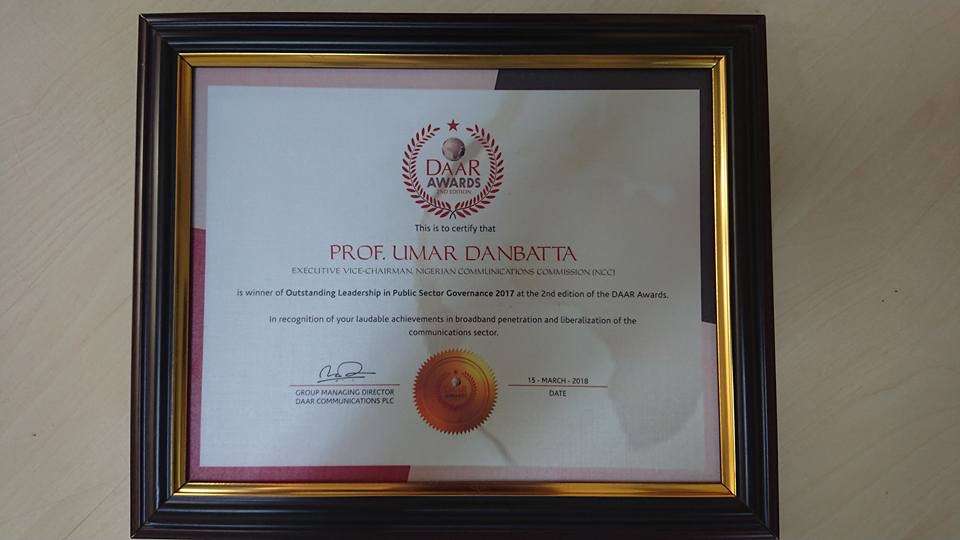 DAAR
AWARDS
2ND EDITION
This is to certify that
PROF. UMAR DANBATTA
EXECUTIVE VICE-CHAIRMAN, NIGERIAN COMMUNICATIONS COMMISSION (NCC)
is winner of Outstanding Leadership in Public Sector Governance 2017 at the 2nd edition of the DAAR Awards.
In recognition of your laudable achievements in broadband penetration and liberalization of the
communications sector.
GROUP MANAGING DIRECTOR
DAAR COMMUNICATIONS PLC
15 - MARCH - 2018
DATE